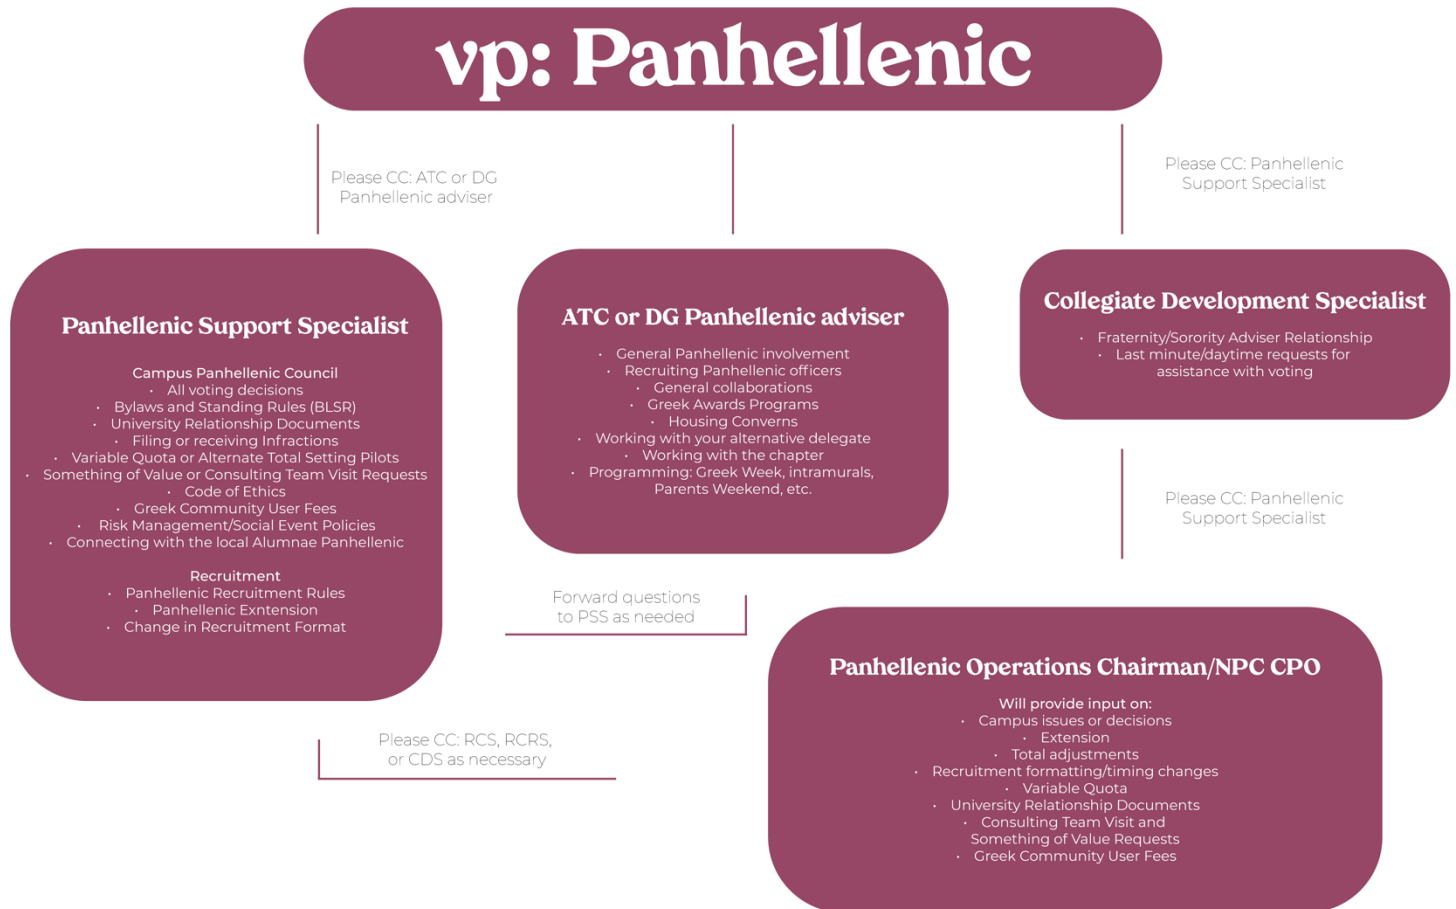 vp: Panhellenic
Please CC: ATC or DG
Panhellenic adviser
Please CC: Panhellenic
Support Specialist
Panhellenic Support Specialist
Campus Panhellenic Council
• All voting decisions
• Bylaws and Standing Rules (BLSR)
• University Relationship Documents
• Filing or receiving Infractions
• Variable Quota or Alternate Total Setting Pilots
• Something of Value or Consulting Team Visit Requests
• Code of Ethics
• Greek Community User Fees
• Risk Management/Social Event Policies
• Connecting with the local Alumnae Panhellenic
Recruitment
• Panhellenic Recruitment Rules
• Panhellenic Exntension
• Change in Recruitment Format
ATC or DG Panhellenic adviser
• General Panhellenic involvement
• Recruiting Panhellenic officers
• General collaborations
• Greek Awards Programs
• Housing Converns
• Working with your alternative delegate
• Working with the chapter
• Programming: Greek Week, intramurals,
Parents Weekend, etc.
Collegiate Development Specialist
• Fraternity/Sorority Adviser Relationship
• Last minute/daytime requests for
assistance with voting
Please CC: Panhellenic
Support Specialist
Forward questions
to PSS as needed
Please CC: RCS, RCRS,
or CDS as necessary
Panhellenic Operations Chairman/NPC CPO
Will provide input on:
• Campus issues or decisions
• Extension
• Total adjustments
• Recruitment formatting/timing changes
• Variable Quota
• University Relationship Documents
• Consulting Team Visit and
Something of Value Requests
• Greek Community User Fees